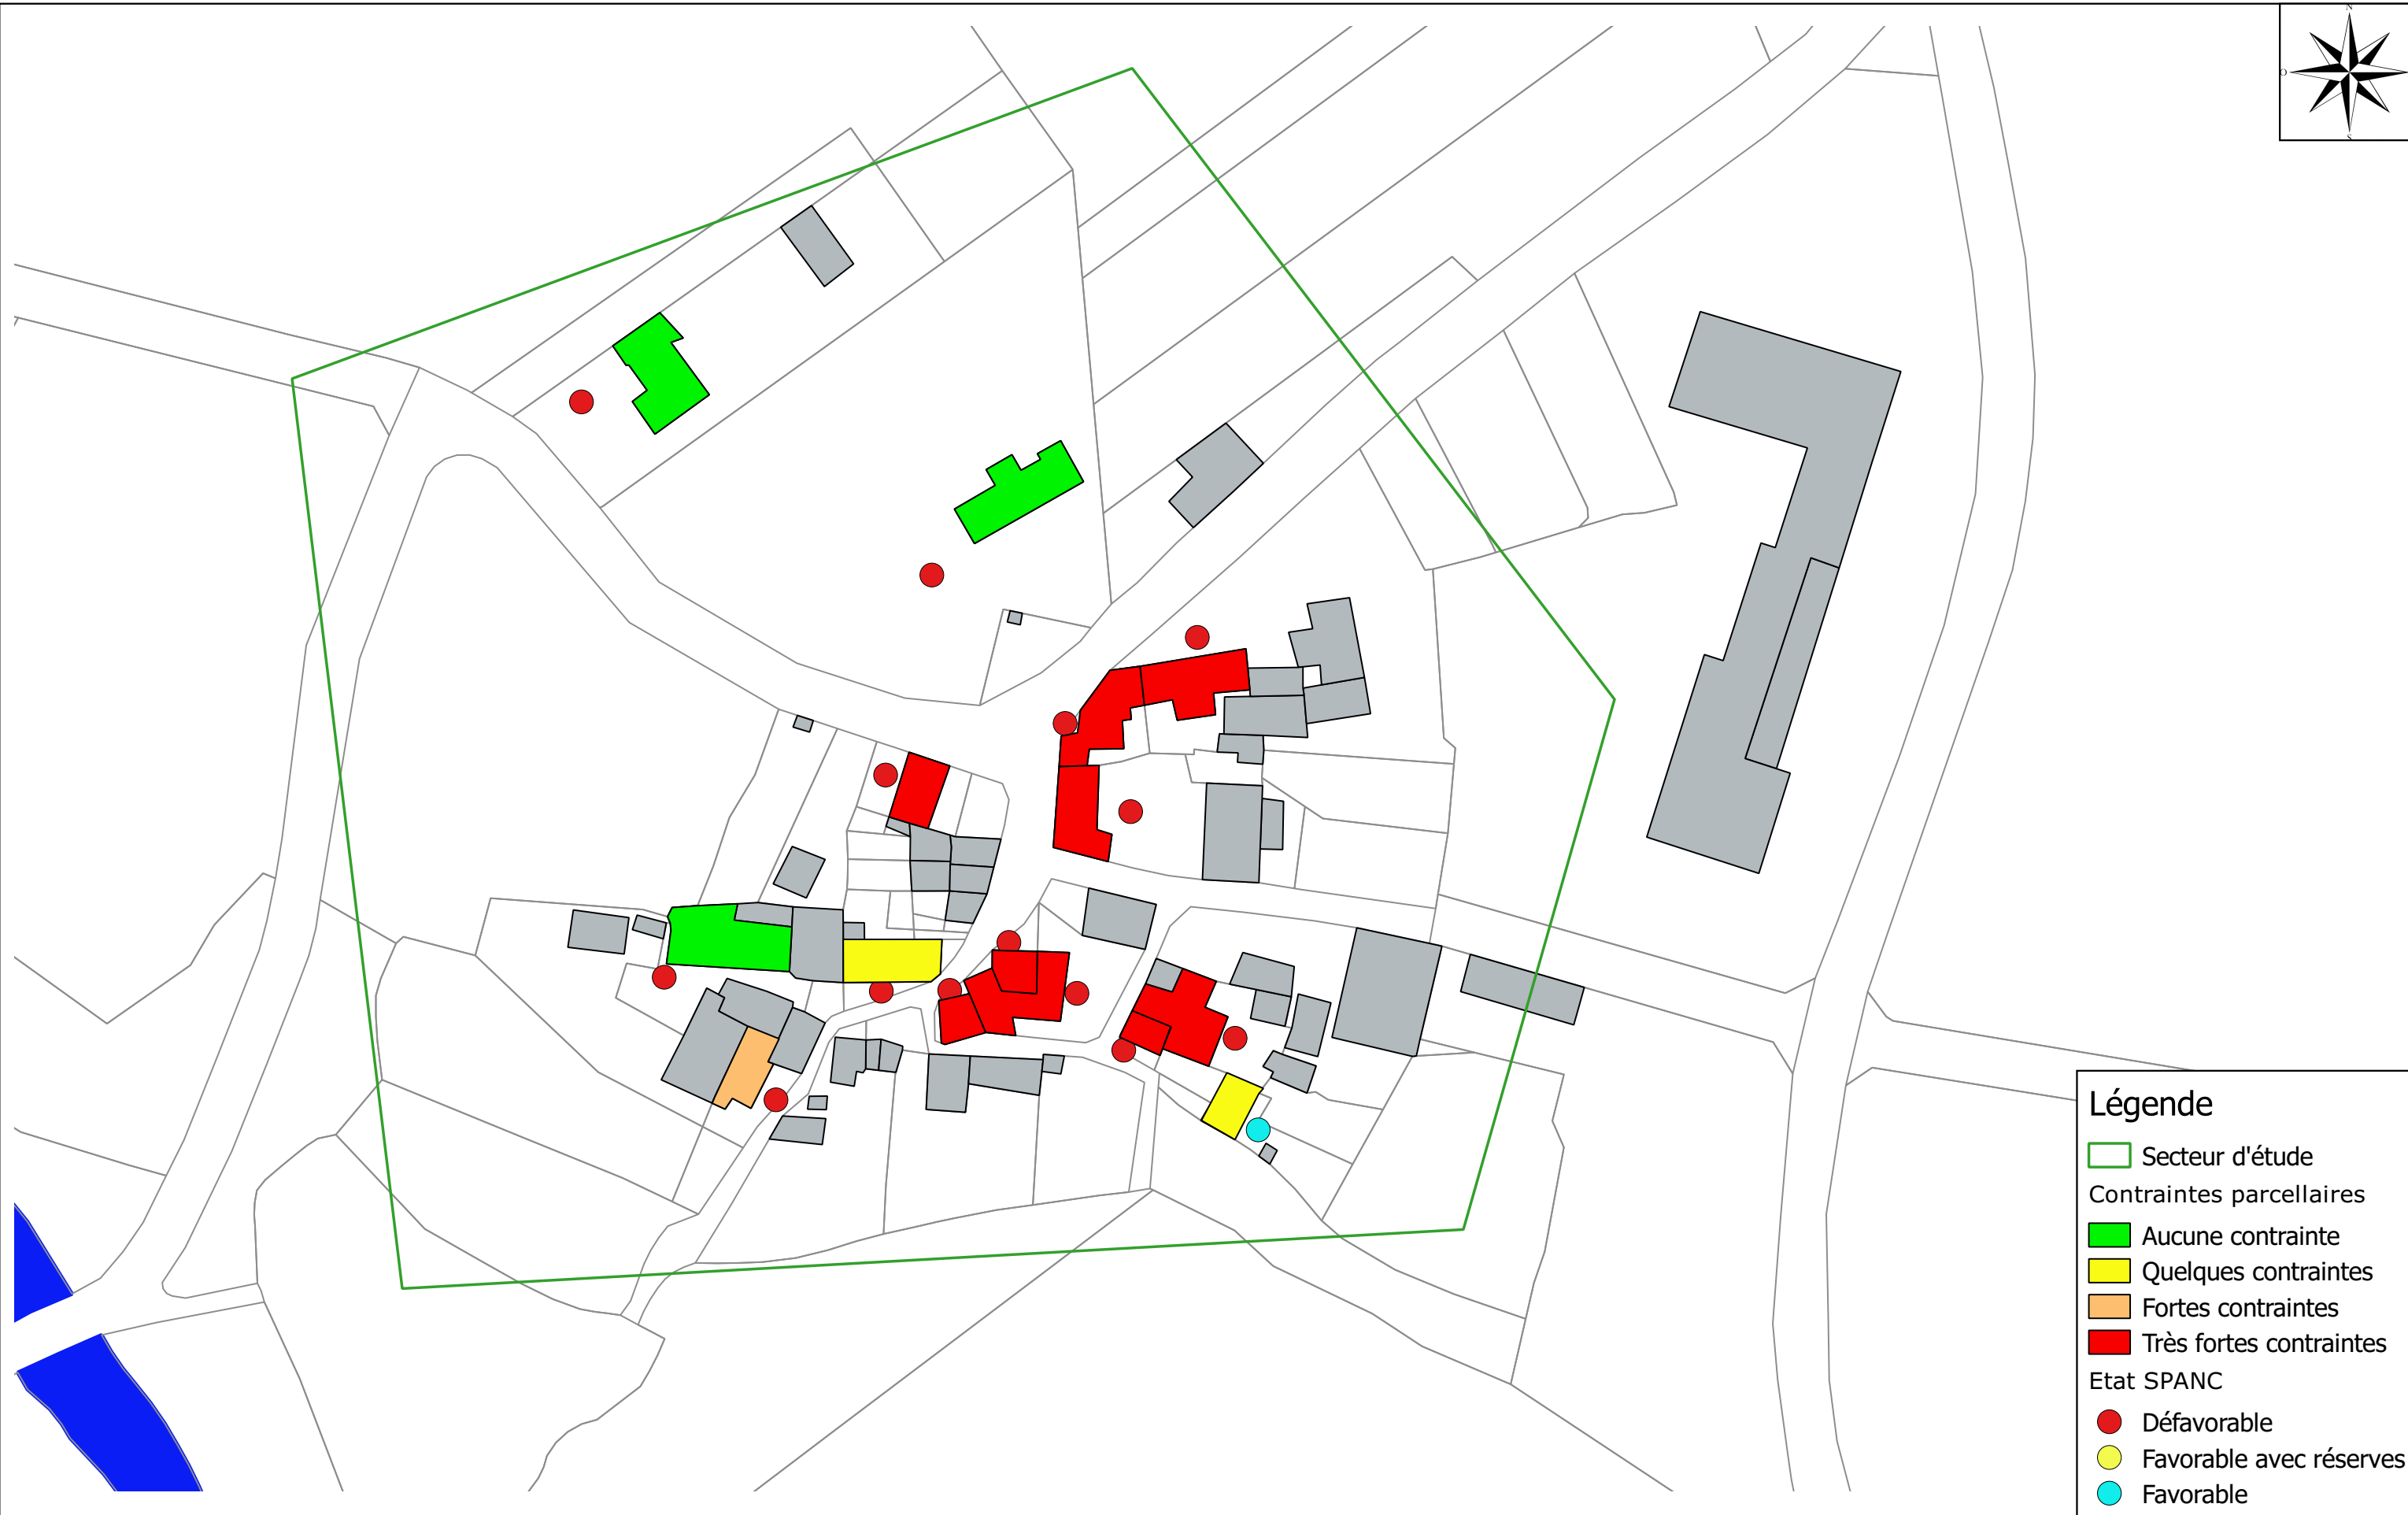 N
O
S
Légende
Secteur d'étude
Contraintes parcellaires
Aucune contrainte
Quelques contraintes
Fortes contraintes
Très fortes contraintes
Etat SPANC
Défavorable
Favorable avec réserves
Favorable